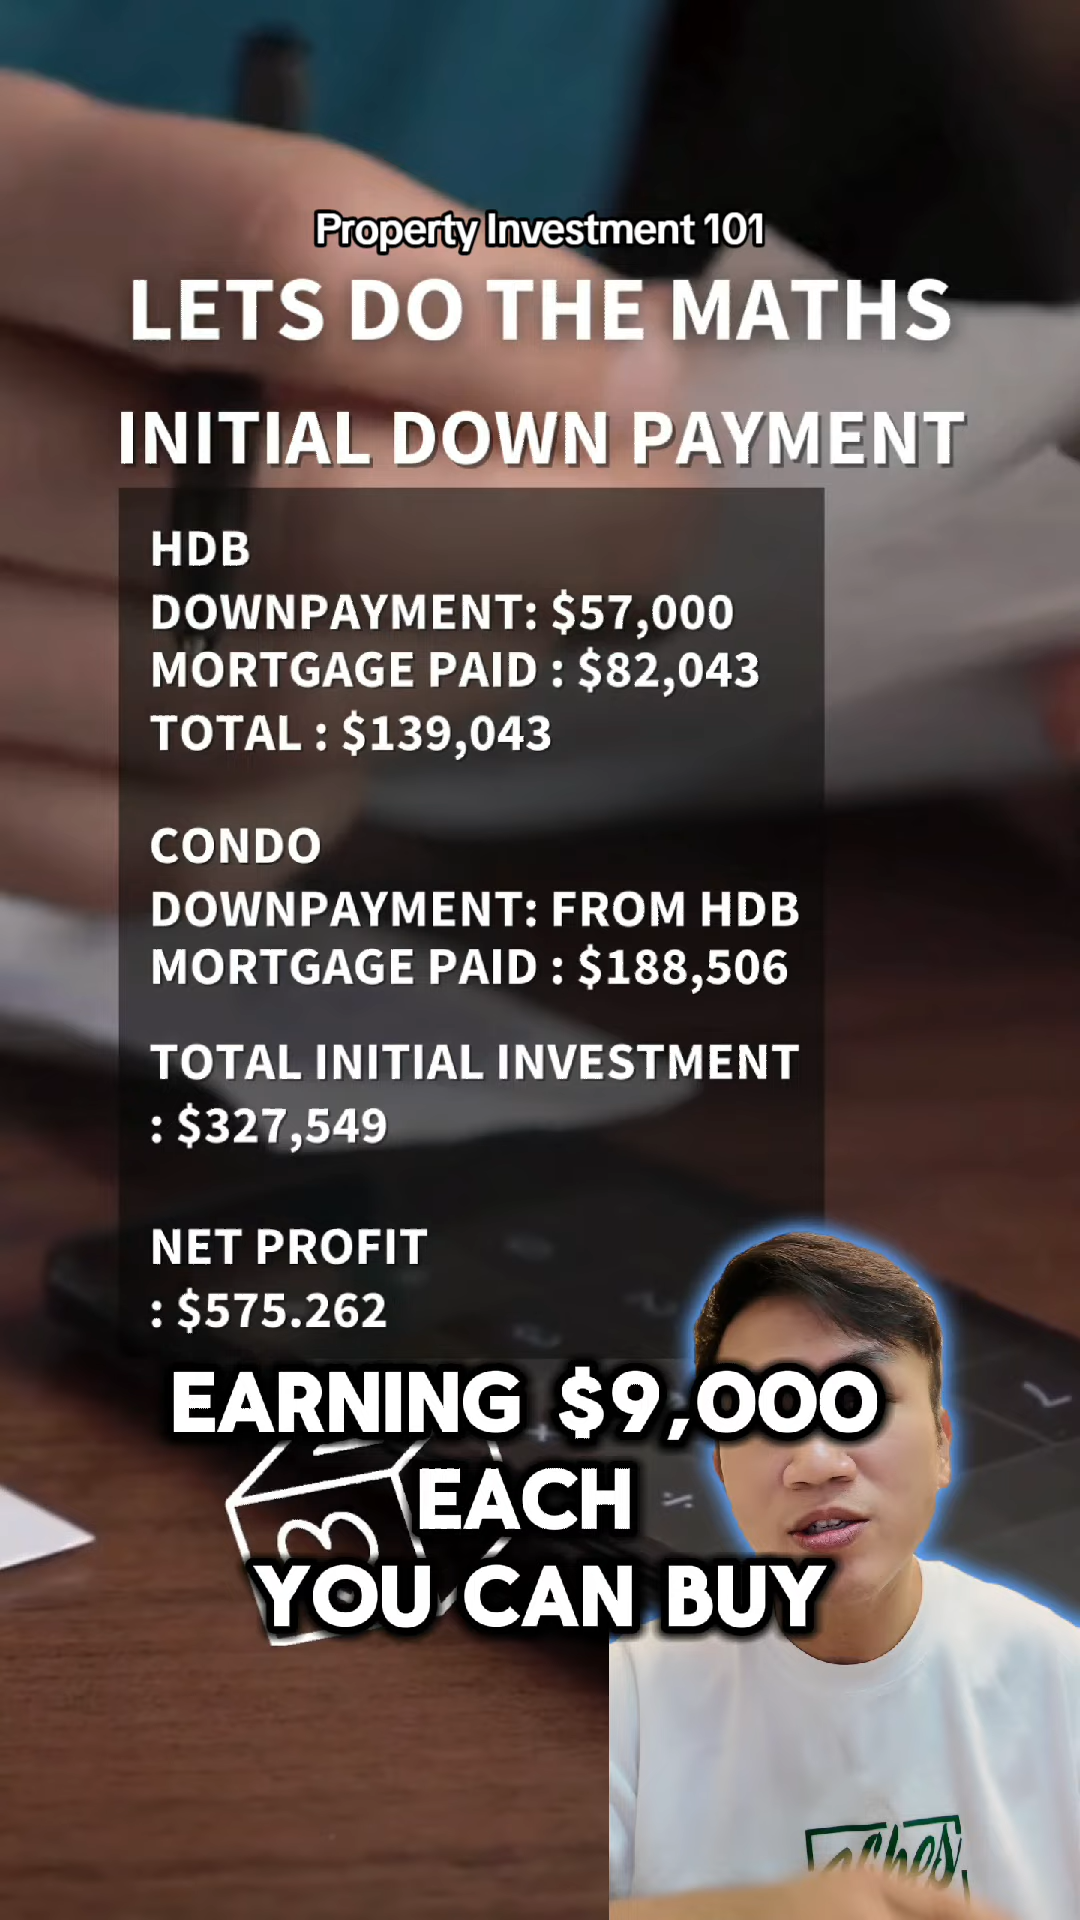 Property Investment 101
LETS DO THE MATHS
INITIAL DOWN PAYMENT
HDB
DOWNPAYMENT: $57,000
MORTGAGE PAID : $82,043
TOTAL : $139,043
CONDO
DOWNPAYMENT: FROM HDB
MORTGAGE PAID : $188,506
TOTAL INITIAL INVESTMENT
: $327,549
NET PROFIT
: $575.262
EARNING $9,000
EACH
YOU CAN BUY
3